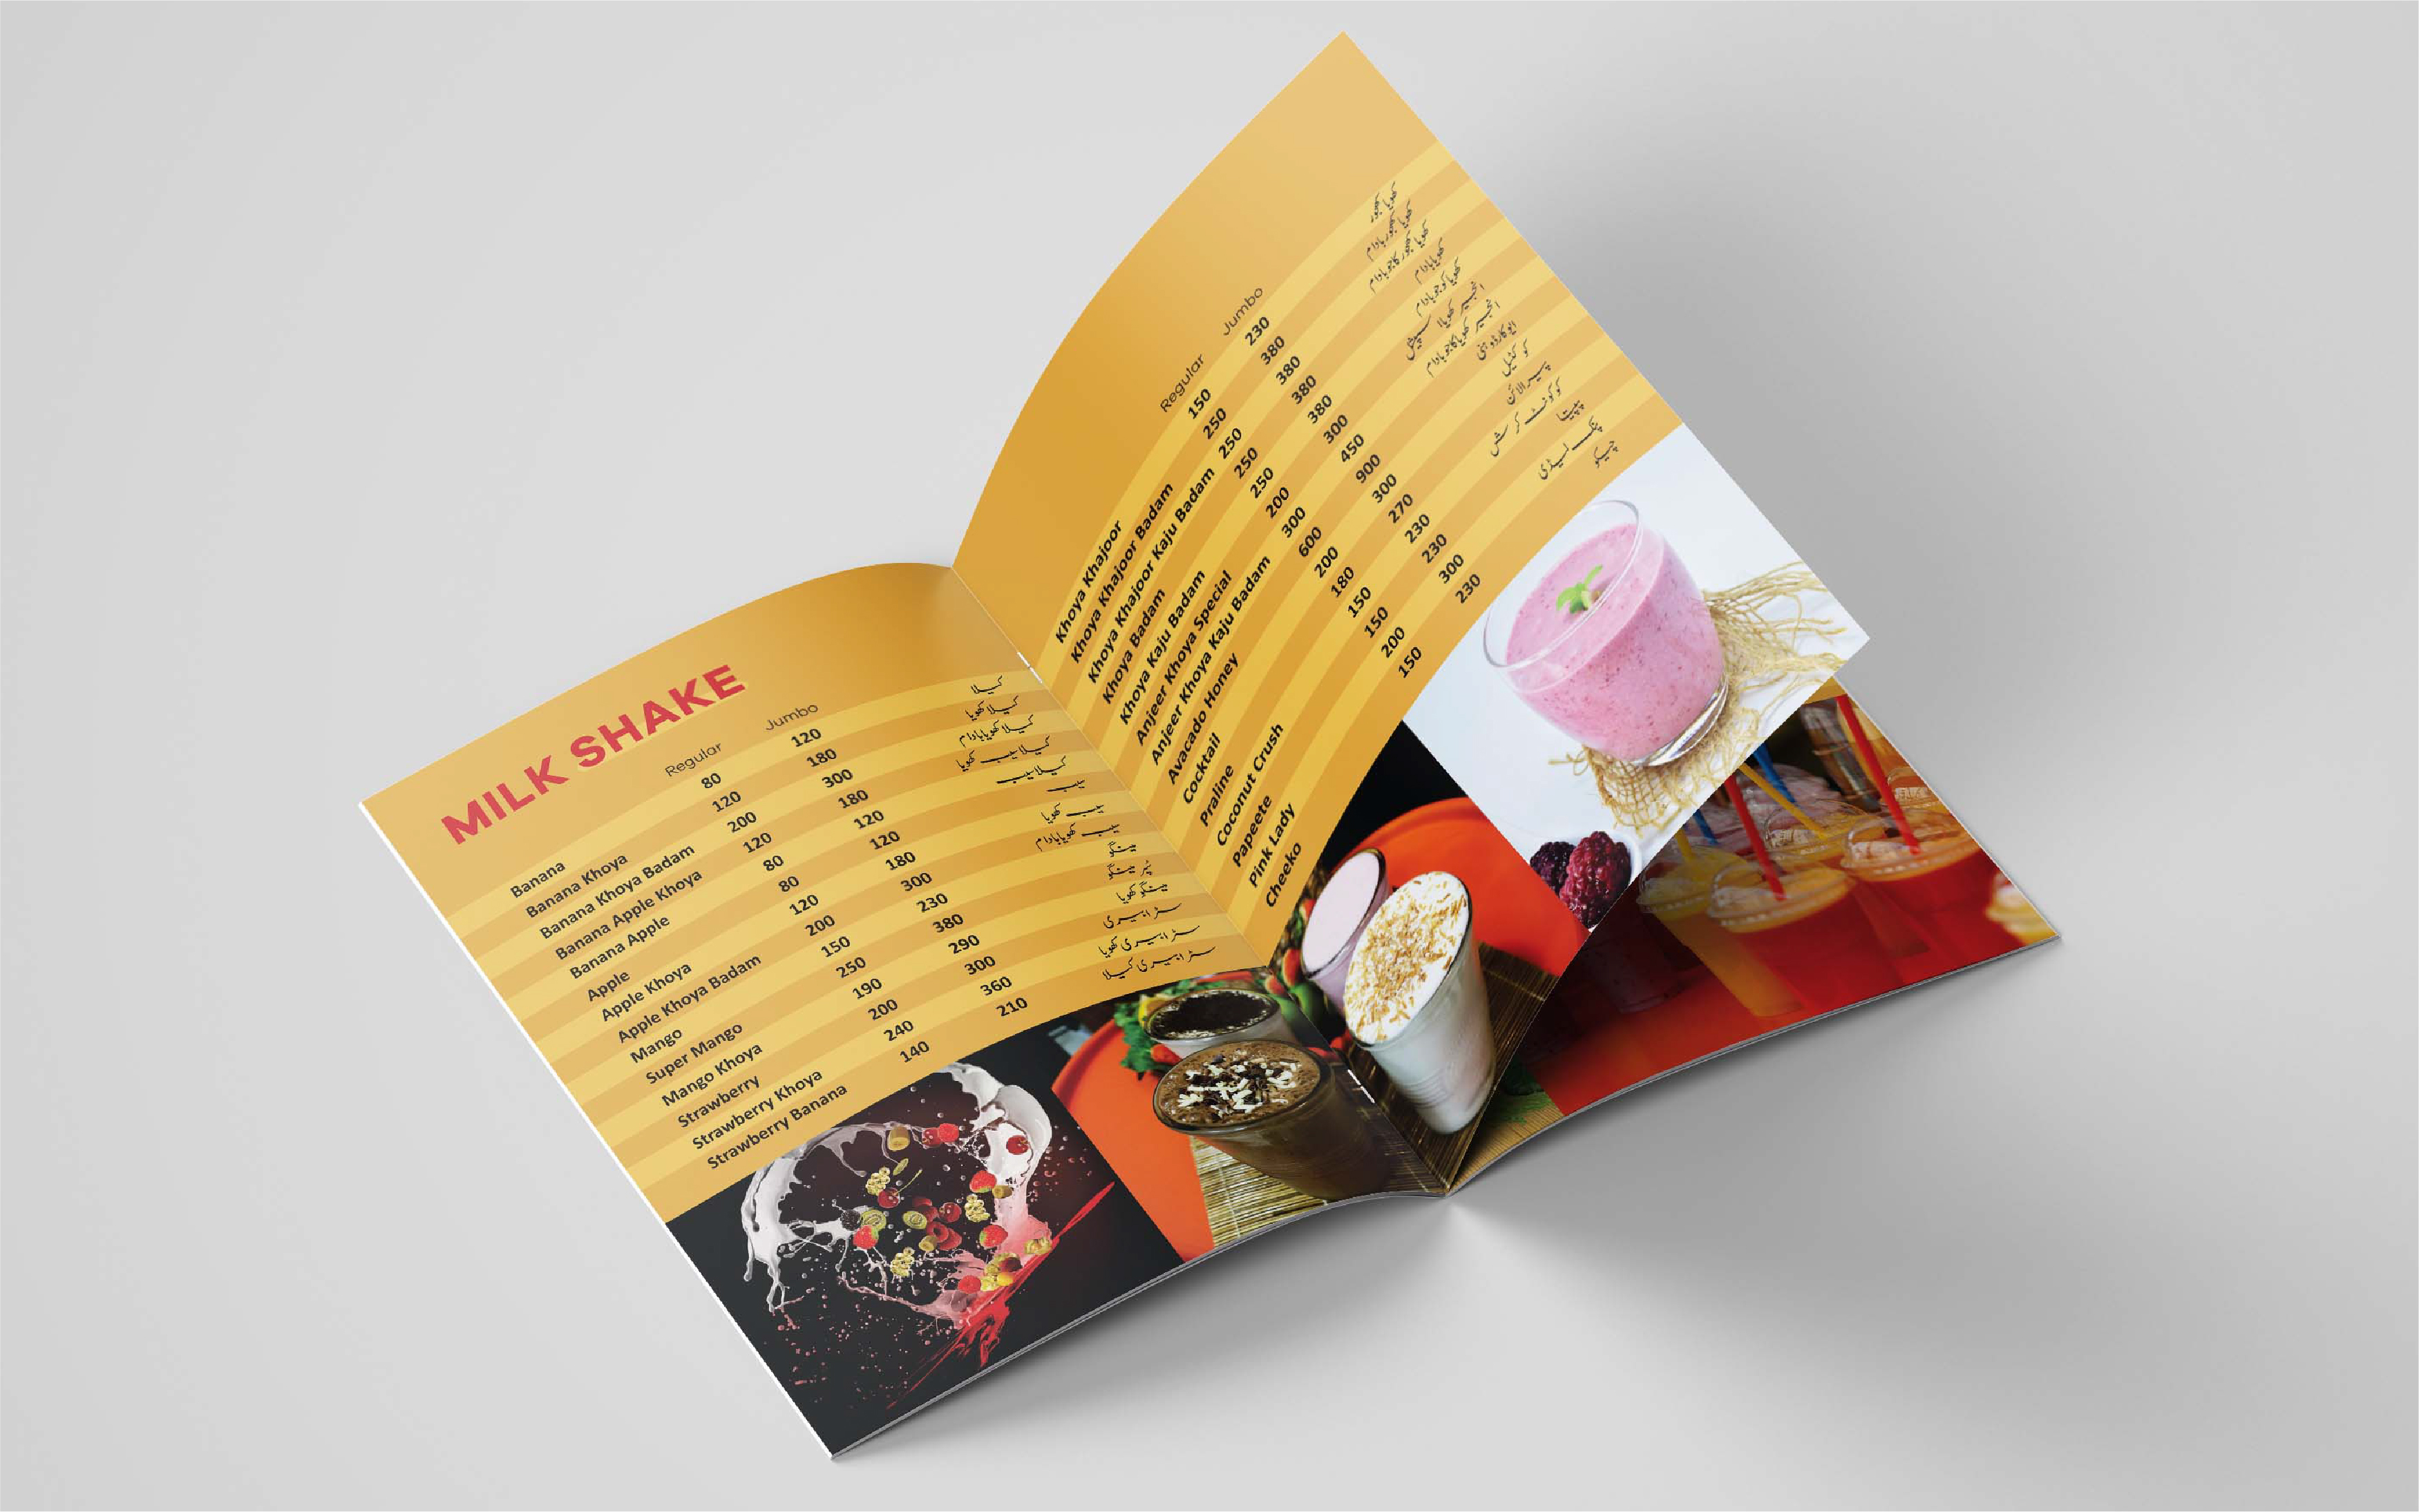 MILK SHAKE
Regular Jumbo
Banana 80 120 کیلا
Banana Khoya 120 180 کیلا کھویا
Banana Khoya Badam 200 300 کیلا کھویا بادام
Banana Apple Khoya 120 180 کیلا سیب کھویا
Banana Apple 80 120 کیلا سیب
Apple 80 120 سیب
Apple Khoya 120 180 سیب کھویا
Apple Khoya Badam 200 300 سیب کھویا بادام
Mango 150 230 مینگو
Super Mango 250 380 پُر مینگو
Mango Khoya 190 290 مینگو کھویا
Strawberry 200 300 سٹرابیری
Strawberry Khoya 240 360 سٹرابیری کھویا
Strawberry Banana 140 210 سٹرابیری کیلا
Regular Jumbo
Khoya Khajoor 150 230 کھویا کھجور
Khoya Khajoor Badam 250 380 کھویا کھجور بادام
Khoya Khajoor Kaju Badam 250 380 کھویا کھجور کاجو بادام
Khoya Badam 250 380 کھویا بادام
Khoya Kaju Badam 250 380 کھویا کوجو بادام
Anjeer Khoya Special 200 300 انجیر کھویا سپیشل
Anjeer Khoya Kaju Badam 300 450 انجیر کھویا کاجو بادام
Avacado Honey 600 900 ایوکارڈو ہنی
Cocktail 200 300 کوکٹیل
Praline 180 270 پیرالائن
Coconut Crush 150 230 کوکونٹ کرش
Papeete 150 230 پپیتا
Pink Lady 200 300 پنک لیڈی
Cheeko 150 230 چیکو